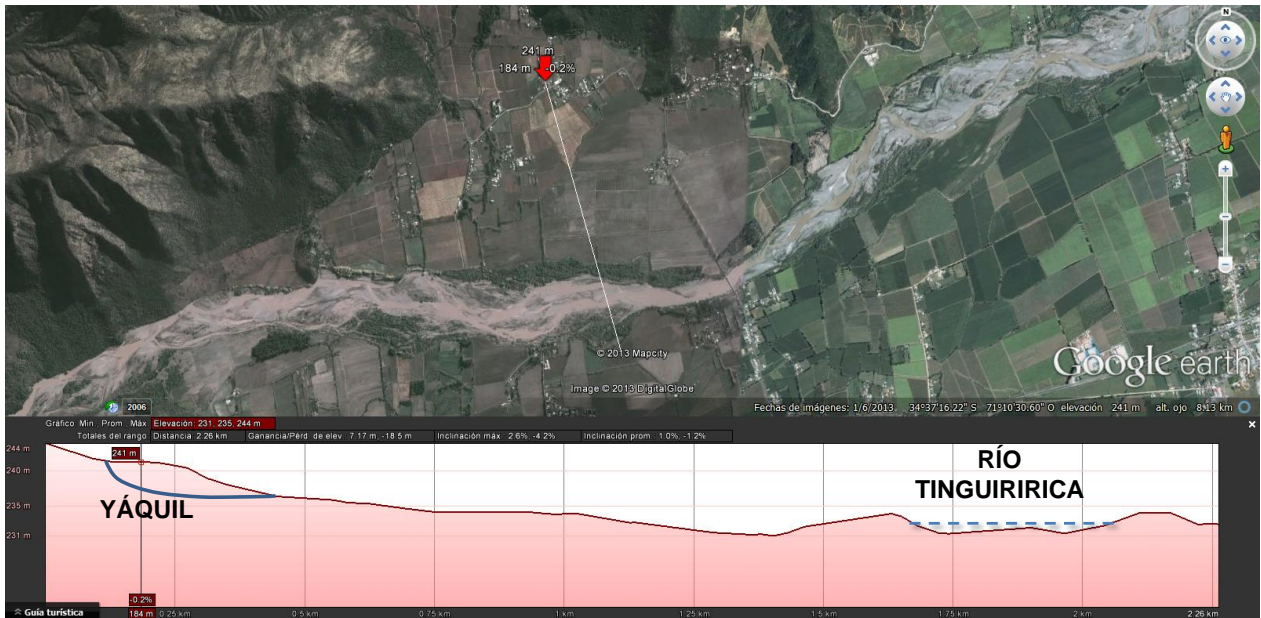 N
241 m
184 m -0.2%
© 2013 Mapcity
Image © 2013 DigitalGlobe
Google earth
2006
Fechas de imágenes: 1/6/2013 34°37'16.22" S 71°10'30.60" O elevación 241 m alt. ojo 8.13 km
Gráfico Mín. Prom. Máx Elevación: 231, 235, 244 m
Totales del rango Distancia: 2.26 km Ganancia/Pérd. de elev: 7.17 m, -18.5 m Inclinación máx: 2.6%, -4.2% Inclinación prom: 1.0%, -1.2%
244 m
240 m
235 m
231 m
241 m
YÁQUIL
RÍO
TINGUIRIRICA
-0.2%
Guía turística
184 m 0.25 km 0.5 km 0.75 km 1 km 1.25 km 1.5 km 1.75 km 2 km 2.26 km